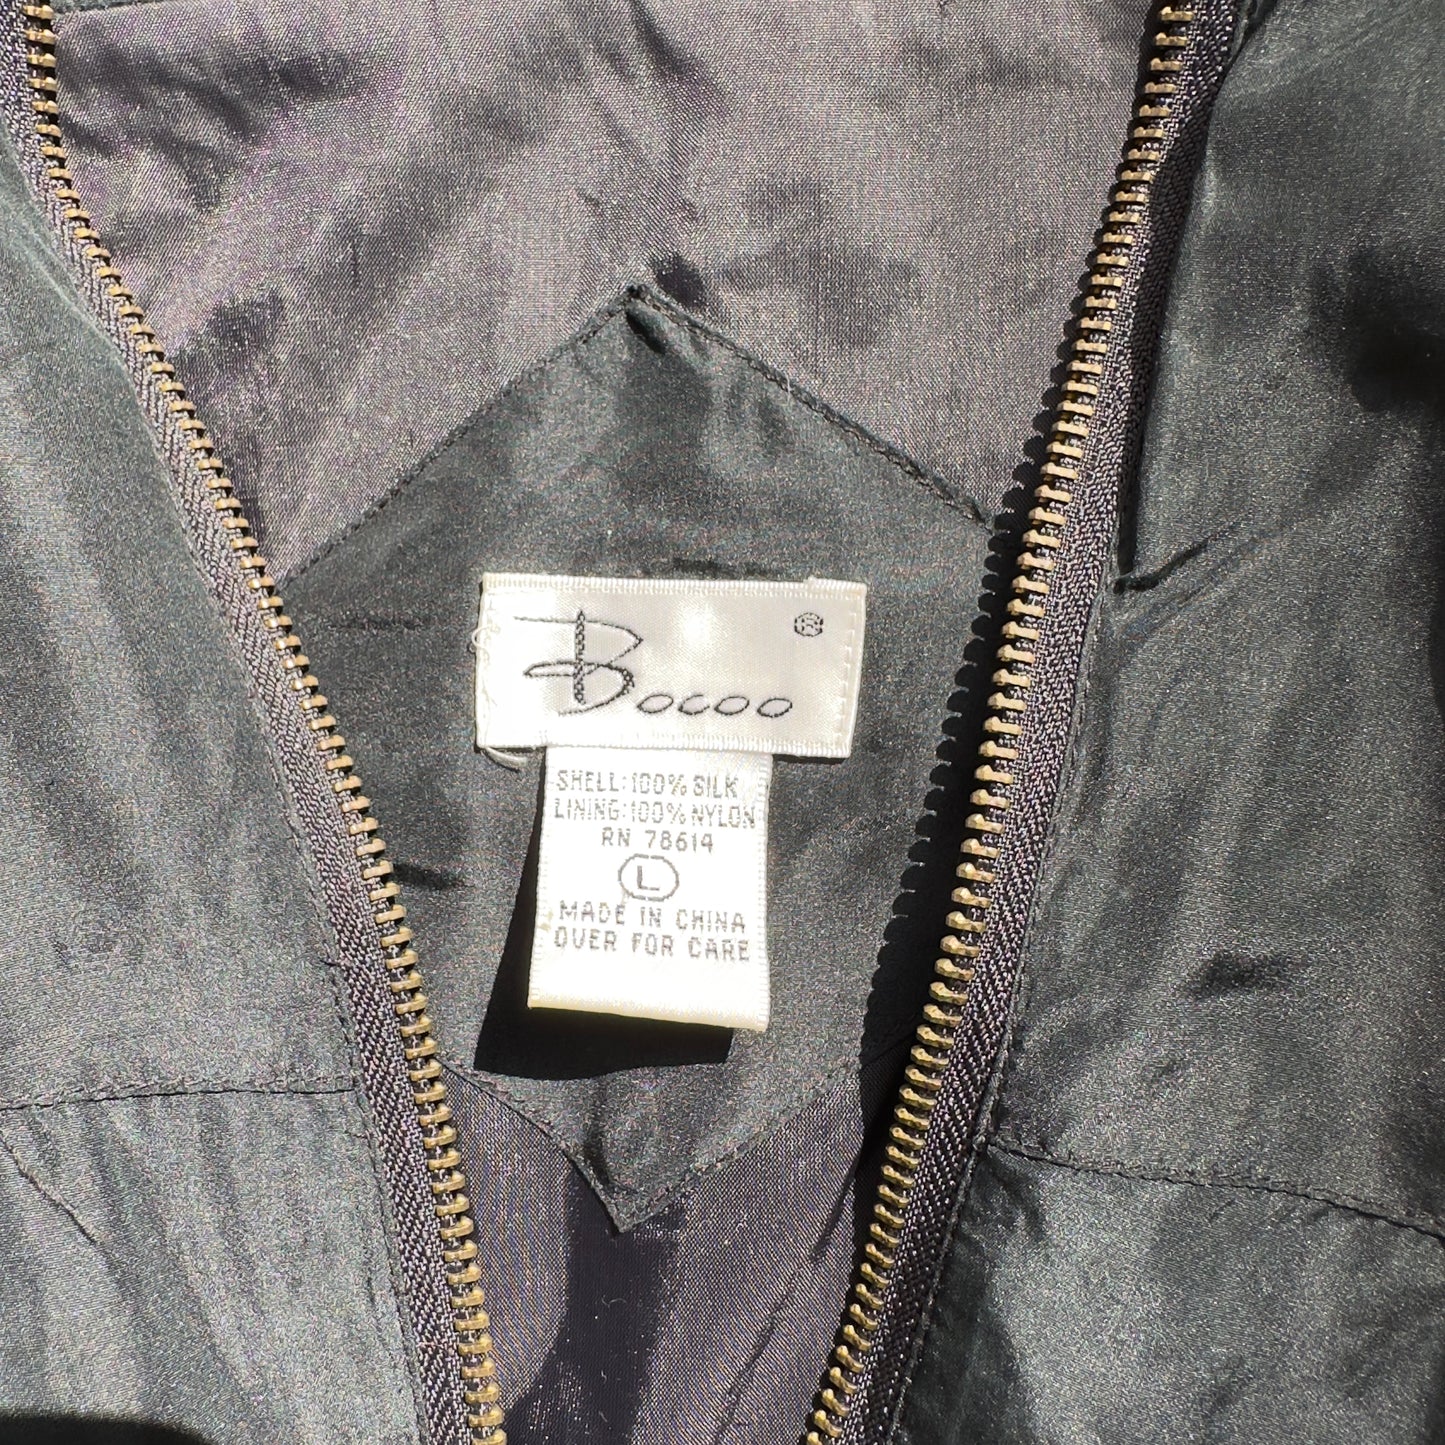 Bocoo ®
SHELL:100% SILK
LINING:100% NYLON
RN 78614
L
MADE IN CHINA
OVER FOR CARE